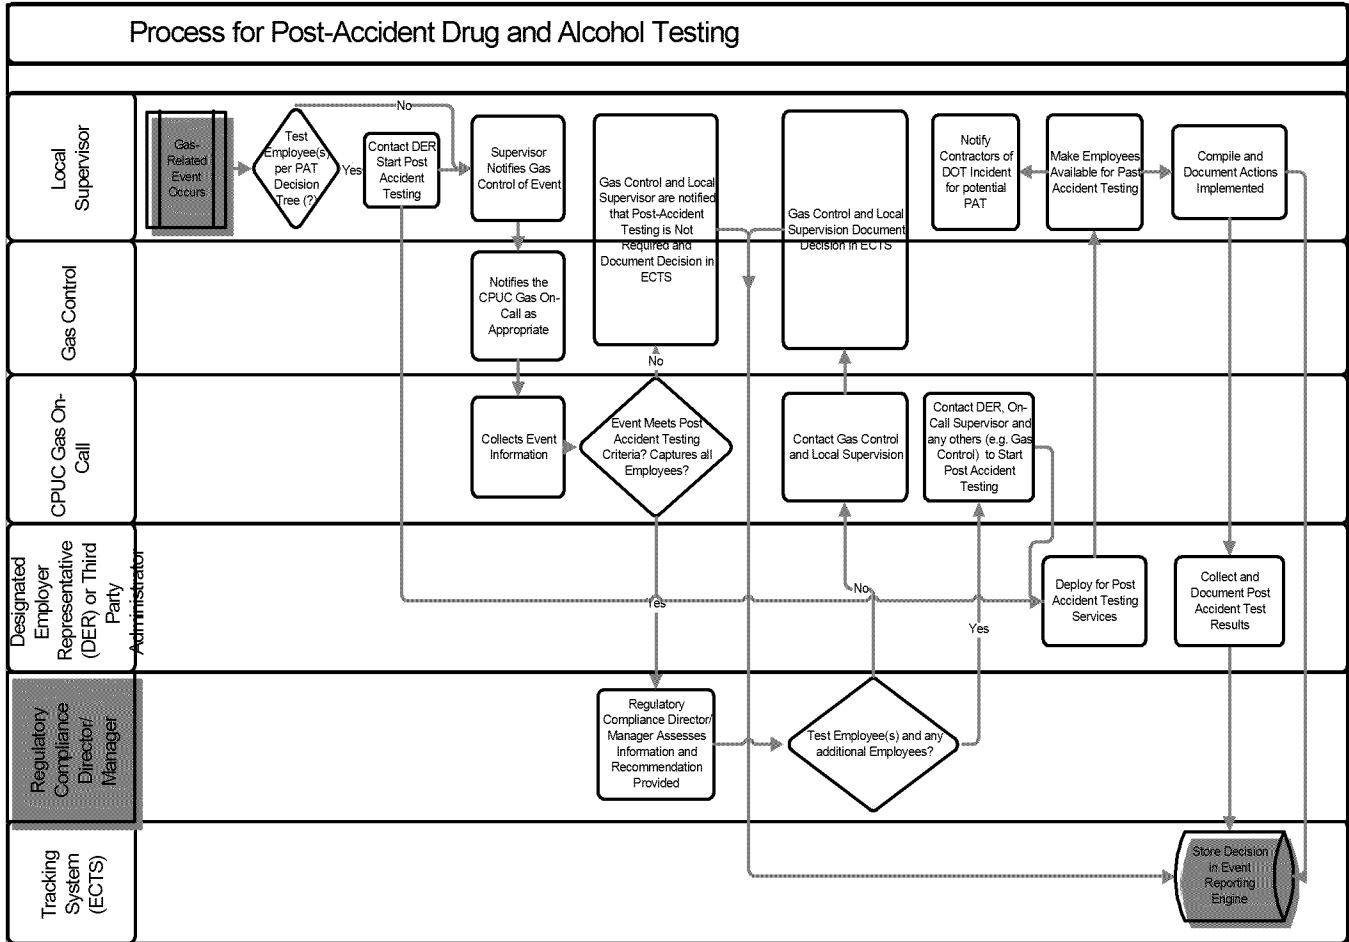 Process for Post-Accident Drug and Alcohol Testing
Local
Supervisor
Gas-
Related
Event
Occurs
Test
Employee(s)
per PAT
Decision
Tree (?)
No
Yes
Contact DER
Start Post
Accident
Testing
Supervisor
Notifies Gas
Control of Event
Gas Control and Local
Supervisor are notified
that Post-Accident
Testing is Not
Required and
Document Decision in
ECTS
Gas Control and Local
Supervision Document
Decision in ECTS
Notify
Contractors of
DOT Incident
for potential
PAT
Make Employees
Available for Past
Accident Testing
Compile and
Document Actions
Implemented
Gas Control
Notifies the
CPUC Gas On-
Call as
Appropriate
No
CPUC Gas On-
Call
Collects Event
Information
Event Meets Post
Accident Testing
Criteria? Captures all
Employees?
Contact Gas Control
and Local Supervision
Contact DER, On-
Call Supervisor and
any others (e.g. Gas
Control) to Start
Post Accident
Testing
Designated
Employer
Representative
(DER) or Third
Party
Administrator
Yes
No
Yes
Deploy for Post
Accident Testing
Services
Collect and
Document Post
Accident Test
Results
Regulatory
Compliance
Director/
Manager
Regulatory
Compliance Director/
Manager Assesses
Information and
Recommendation
Provided
Test Employee(s) and any
additional Employees?
Tracking
System
(ECTS)
Store Decision
in Event
Reporting
Engine